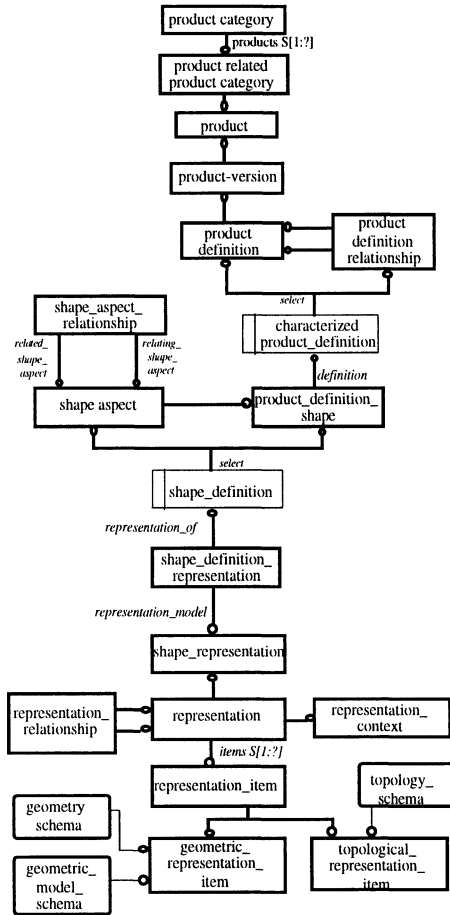 product category
products S[1:?]
product related
product category
product
product-version
product
definition
product
definition
relationship
select
characterized
product_definition
shape_aspect_
relationship
related_
shape_
aspect
relating_
shape_
aspect
definition
shape aspect
product_definition_
shape
select
shape_definition
representation_of
shape_definition_
representation
representation_model
shape_representation
representation_
relationship
representation
representation_
context
items S[1:?]
representation_item
topology_
schema
geometry
schema
geometric_
representation_
item
topological_
representation_
item
geometric_
model_
schema